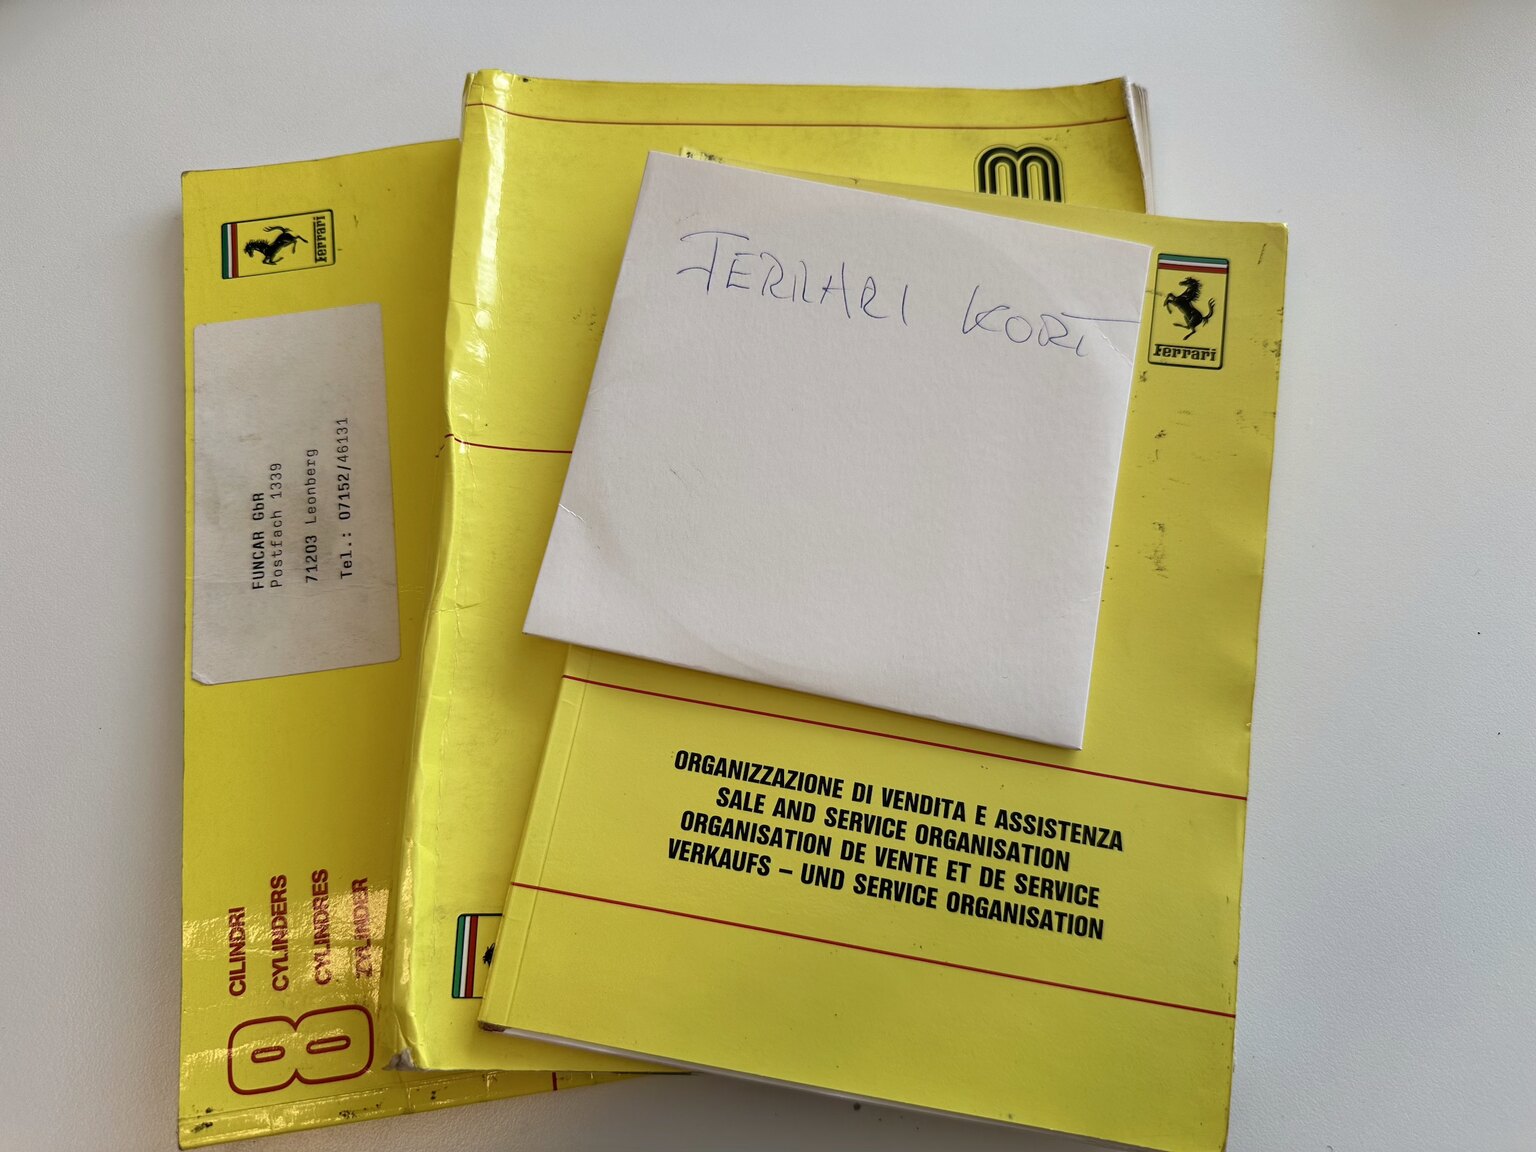 Ferrari
FUNCAR GbR
Postfach 1339
71203 Leonberg
Tel.: 07152/46131
8
CILINDRI
CYLINDERS
CYLINDRES
ZYLINDER
FERRARI KORT
Ferrari
ORGANIZZAZIONE DI VENDITA E ASSISTENZA
SALE AND SERVICE ORGANISATION
ORGANISATION DE VENTE ET DE SERVICE
VERKAUFS – UND SERVICE ORGANISATION